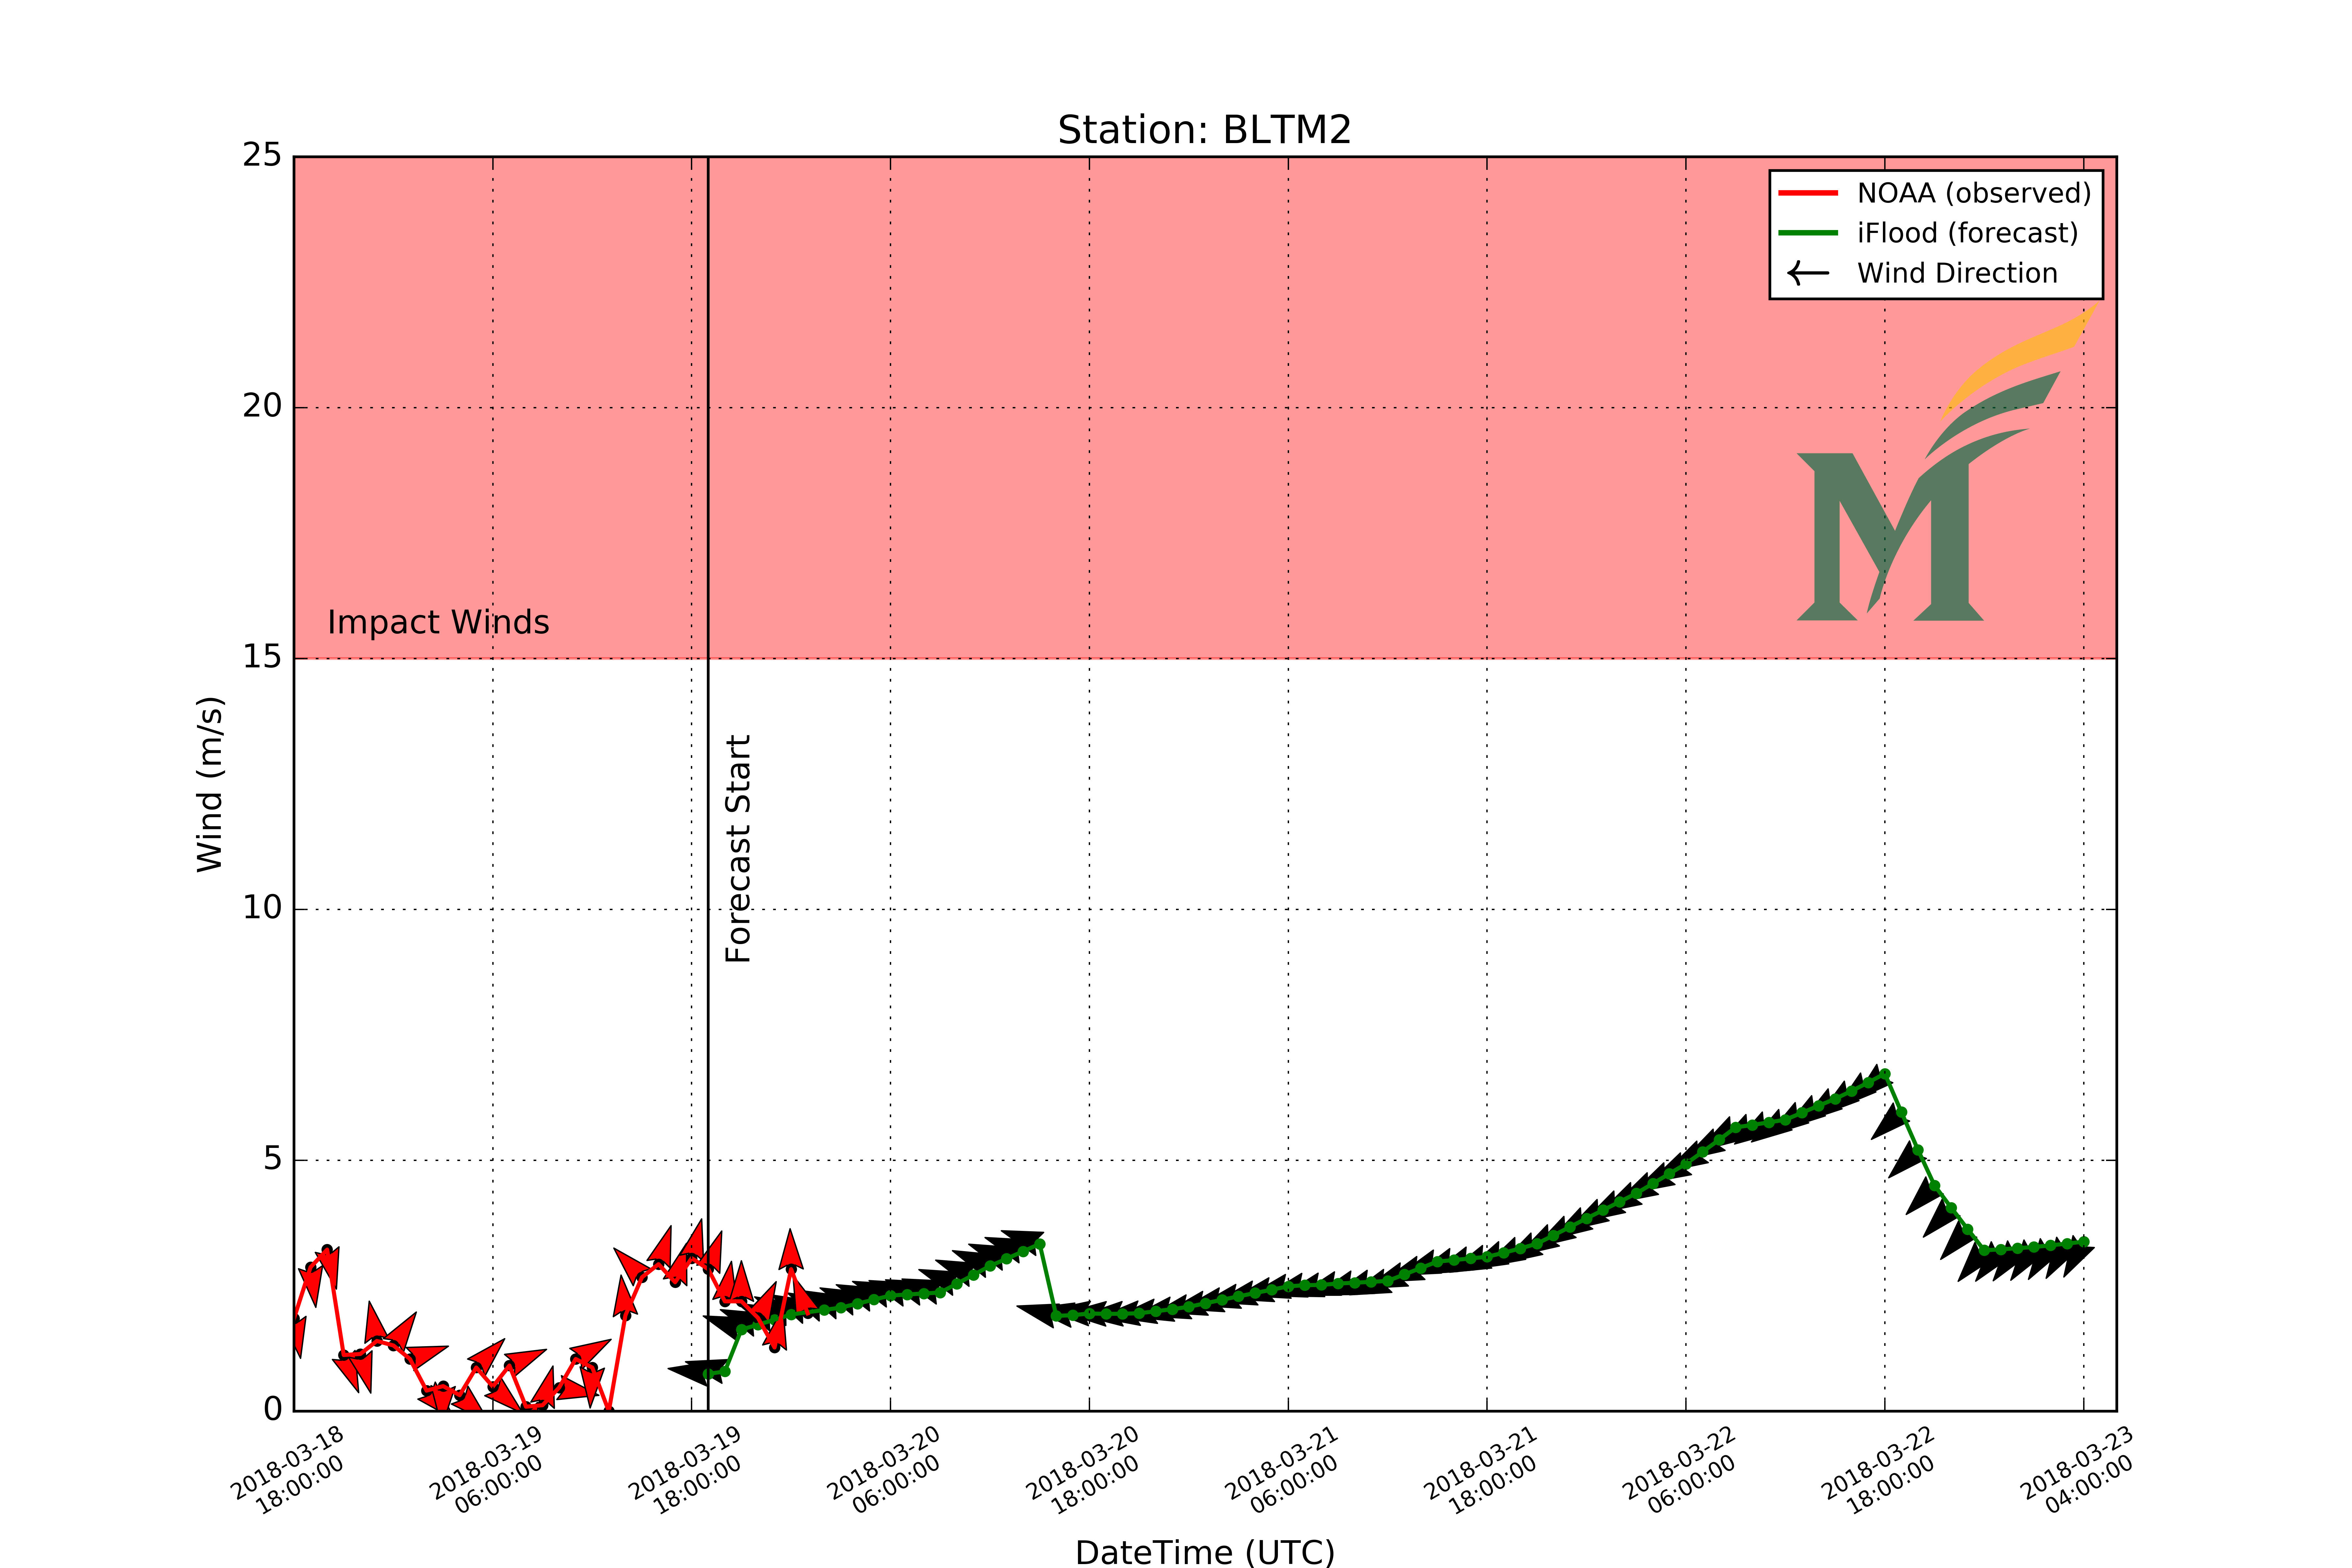 Station: BLTM2
25
20
15
10
5
0
Wind (m/s)
NOAA (observed)
iFlood (forecast)
Wind Direction
M
Impact Winds
Forecast Start
2018-03-18
18:00:00
2018-03-19
06:00:00
2018-03-19
18:00:00
2018-03-20
06:00:00
2018-03-20
18:00:00
2018-03-21
06:00:00
2018-03-21
18:00:00
2018-03-22
06:00:00
2018-03-22
18:00:00
2018-03-23
04:00:00
DateTime (UTC)